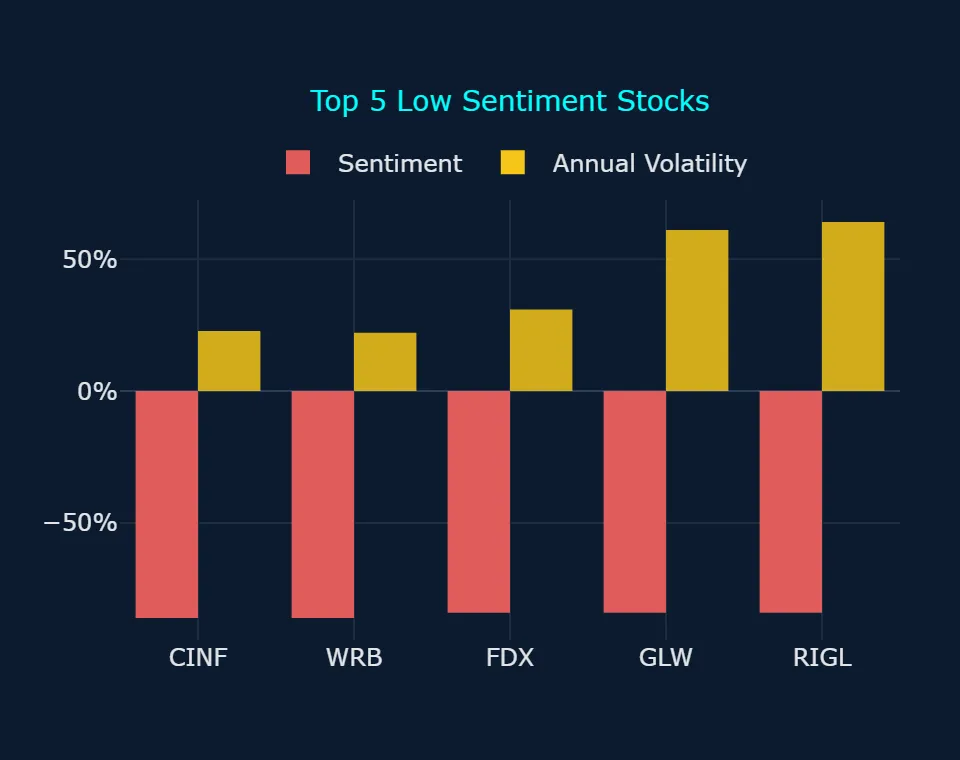 Top 5 Low Sentiment Stocks
Sentiment Annual Volatility
50%
0%
−50%
CINF WRB FDX GLW RIGL